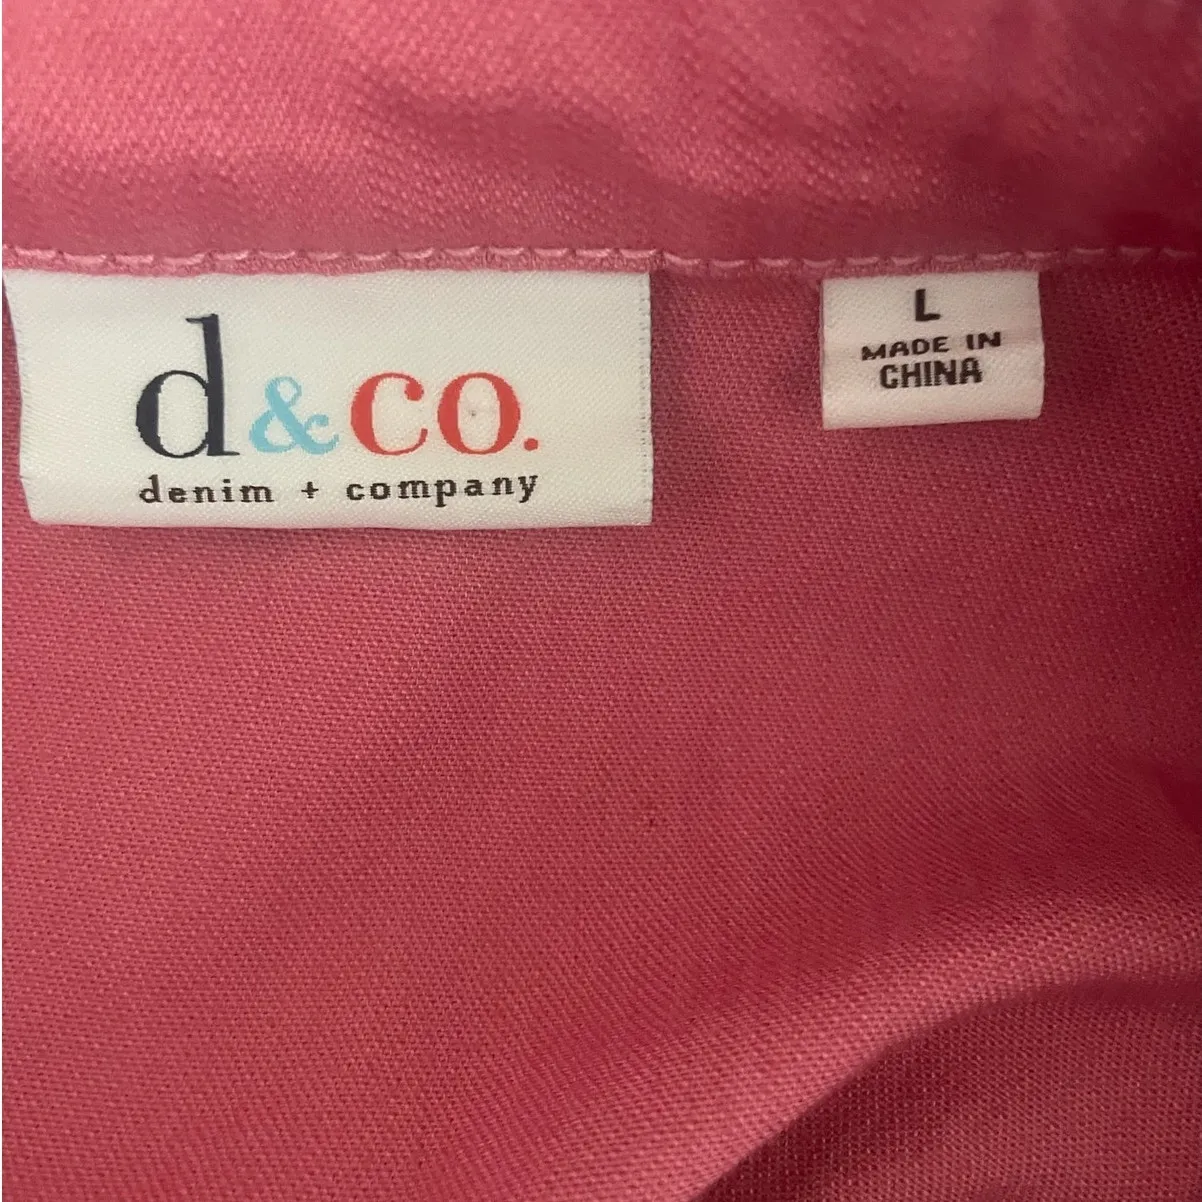 d&co.
denim + company
L
MADE IN
CHINA